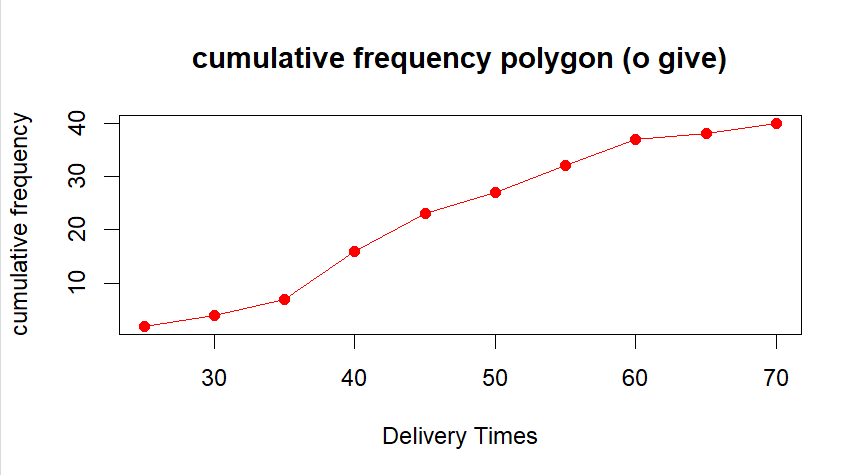 cumulative frequency polygon (o give)
cumulative frequency
40
30
20
10
30 40 50 60 70
Delivery Times